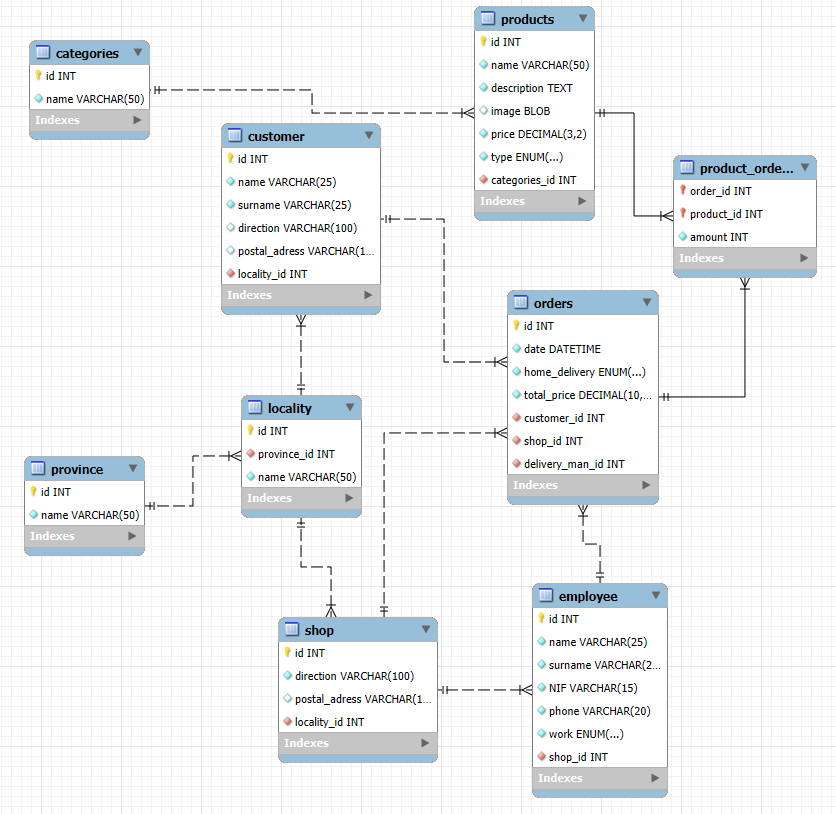 products
id INT
name VARCHAR(50)
description TEXT
image BLOB
price DECIMAL(3,2)
type ENUM(...)
categories_id INT
Indexes
categories
id INT
name VARCHAR(50)
Indexes
customer
id INT
name VARCHAR(25)
surname VARCHAR(25)
direction VARCHAR(100)
postal_adress VARCHAR(1...
locality_id INT
Indexes
product_orde...
order_id INT
product_id INT
amount INT
Indexes
orders
id INT
date DATETIME
home_delivery ENUM(...)
total_price DECIMAL(10,...
customer_id INT
shop_id INT
delivery_man_id INT
Indexes
locality
id INT
province_id INT
name VARCHAR(50)
Indexes
province
id INT
name VARCHAR(50)
Indexes
shop
id INT
direction VARCHAR(100)
postal_adress VARCHAR(1...
locality_id INT
Indexes
employee
id INT
name VARCHAR(25)
surname VARCHAR(2...
NIF VARCHAR(15)
phone VARCHAR(20)
work ENUM(...)
shop_id INT
Indexes